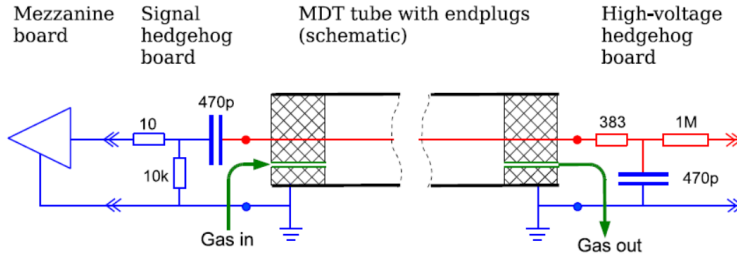 Mezzanine
board
Signal
hedgehog
board
MDT tube with endplugs
(schematic)
High-voltage
hedgehog
board
470p
10
10k
383
1M
470p
Gas in
Gas out